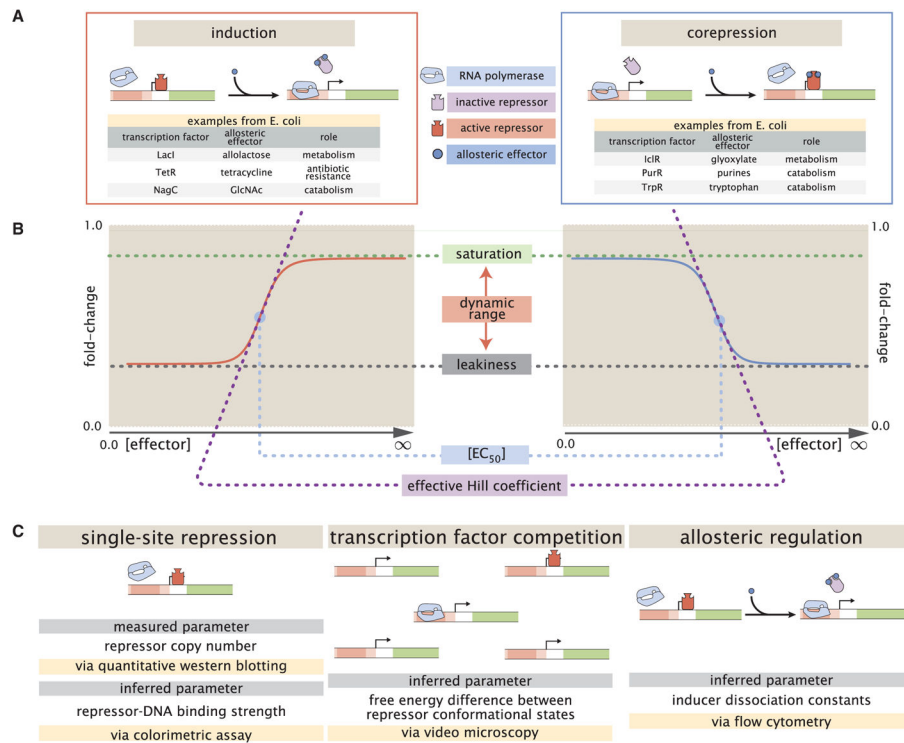 A
induction
examples from E. coli
transcription factor allosteric effector role
LacI allolactose metabolism
TetR tetracycline antibiotic resistance
NagC GlcNAc catabolism
RNA polymerase
inactive repressor
active repressor
allosteric effector
corepression
examples from E. coli
transcription factor allosteric effector role
IclR glyoxylate metabolism
PurR purines catabolism
TrpR tryptophan catabolism
B
1.0
fold-change
0.0
0.0
[effector]
∞
saturation
dynamic
range
leakiness
[EC50]
effective Hill coefficient
1.0
fold-change
0.0
0.0
[effector]
∞
C
single-site repression
measured parameter
repressor copy number
via quantitative western blotting
inferred parameter
repressor-DNA binding strength
via colorimetric assay
transcription factor competition
inferred parameter
free energy difference between
repressor conformational states
via video microscopy
allosteric regulation
inferred parameter
inducer dissociation constants
via flow cytometry